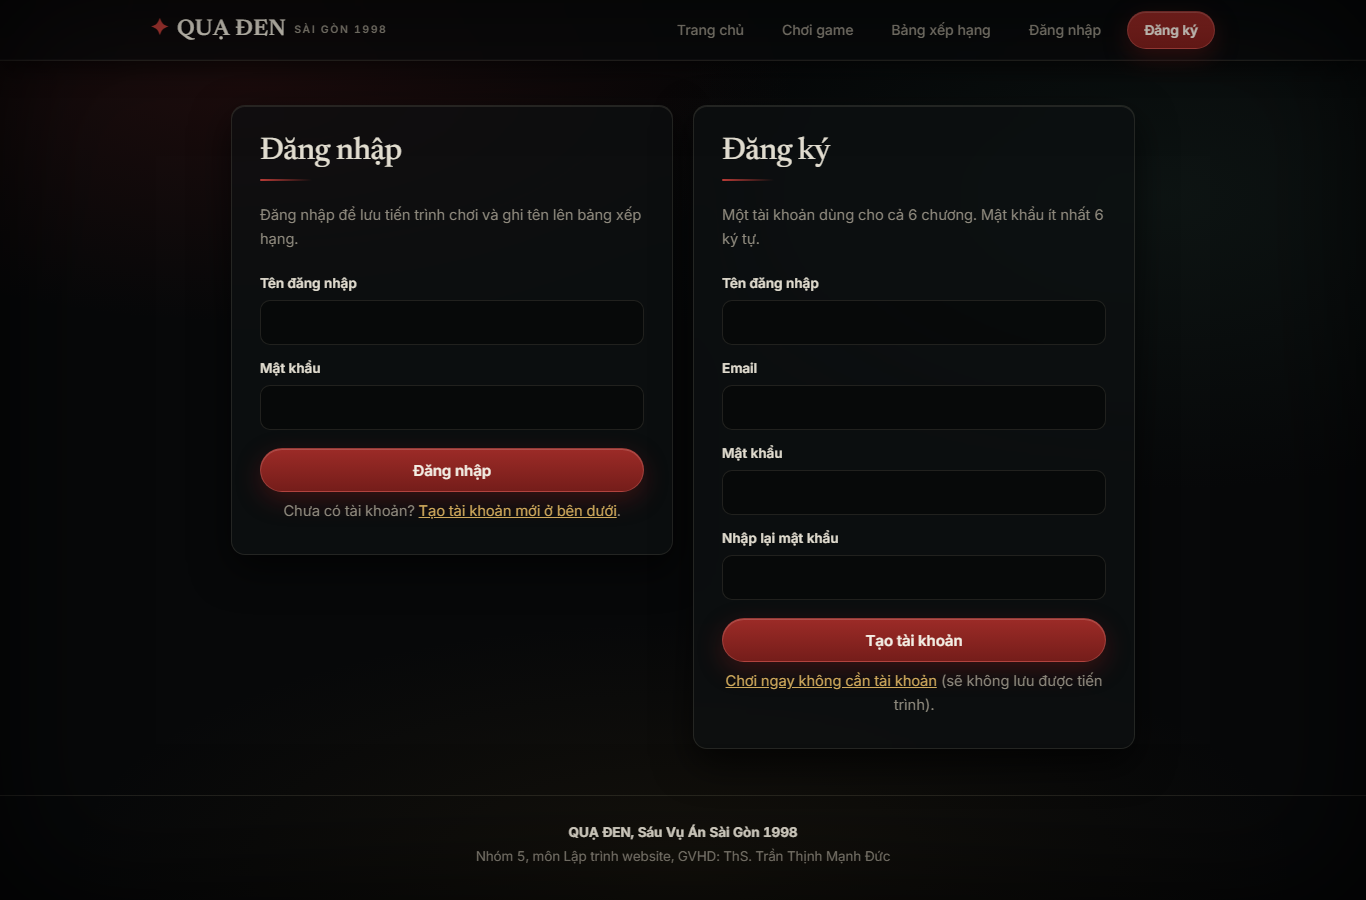 ✦ QUẠ ĐEN SÀI GÒN 1998
Trang chủ
Chơi game
Bảng xếp hạng
Đăng nhập
Đăng ký
Đăng nhập
Đăng nhập để lưu tiến trình chơi và ghi tên lên bảng xếp
hạng.
Tên đăng nhập
Mật khẩu
Đăng nhập
Chưa có tài khoản? Tạo tài khoản mới ở bên dưới.
Đăng ký
Một tài khoản dùng cho cả 6 chương. Mật khẩu ít nhất 6
ký tự.
Tên đăng nhập
Email
Mật khẩu
Nhập lại mật khẩu
Tạo tài khoản
Chơi ngay không cần tài khoản (sẽ không lưu được tiến
trình).
QUẠ ĐEN, Sáu Vụ Án Sài Gòn 1998
Nhóm 5, môn Lập trình website, GVHD: ThS. Trần Thịnh Mạnh Đức